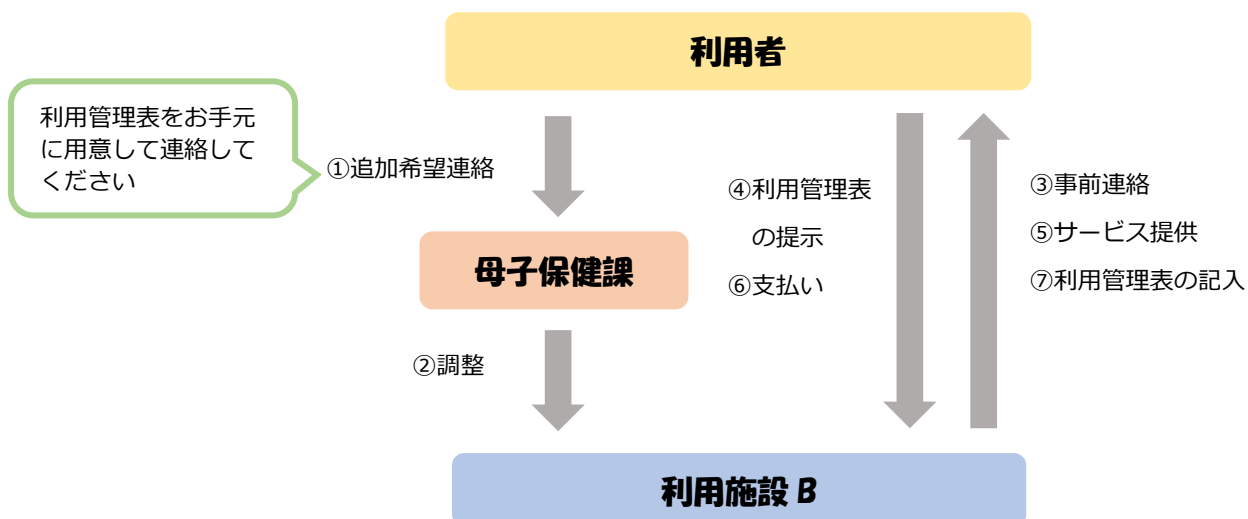 利用者
利用管理表をお手元
に用意して連絡して
ください
①追加希望連絡
④利用管理表
の提示
⑥支払い
③事前連絡
⑤サービス提供
⑦利用管理表の記入
母子保健課
②調整
利用施設 B